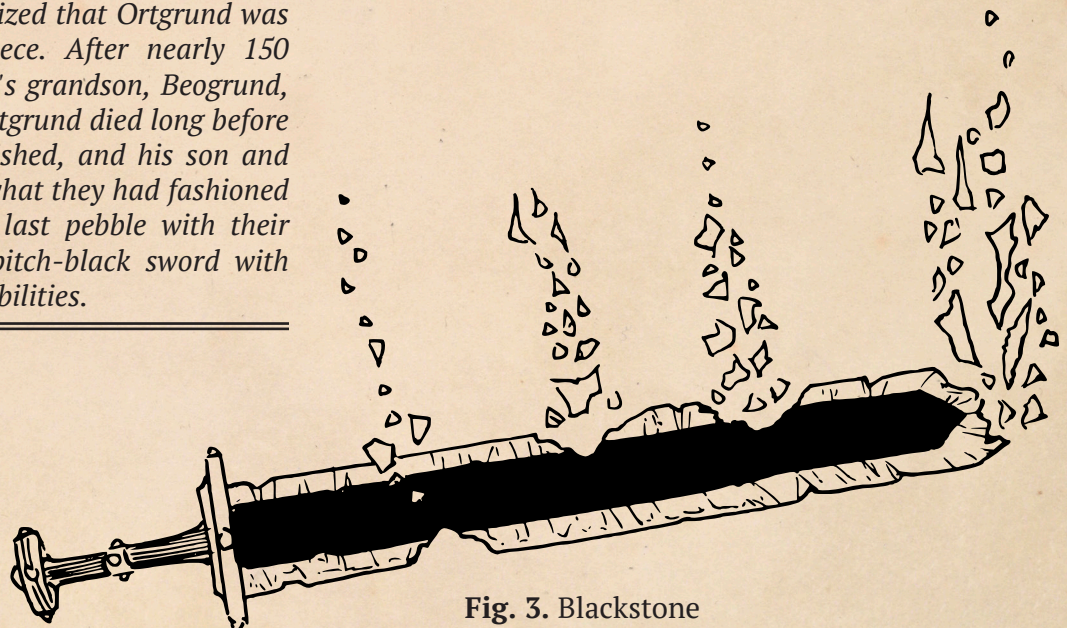 ized that Ortgrund was
ece. After nearly 150
's grandson, Beogrund,
tgrund died long before
shed, and his son and
what they had fashioned
last pebble with their
pitch-black sword with
bilities.
Fig. 3. Blackstone